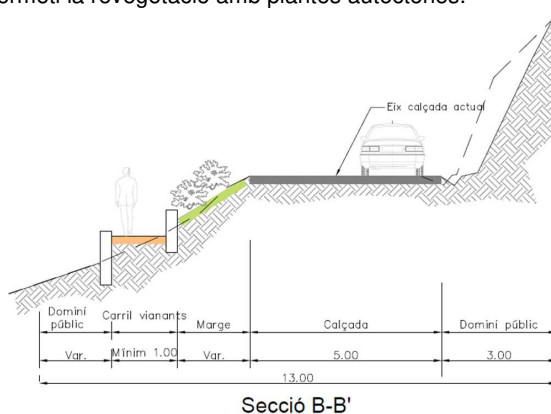 ermeti la revegetació amb plantes autòctones.
Eix calçada actual
Domini públic
Carril vianants
Marge
Calçada
Domini públic
Var.
Mínim 1.00
Var.
5.00
3.00
13.00
Secció B-B'